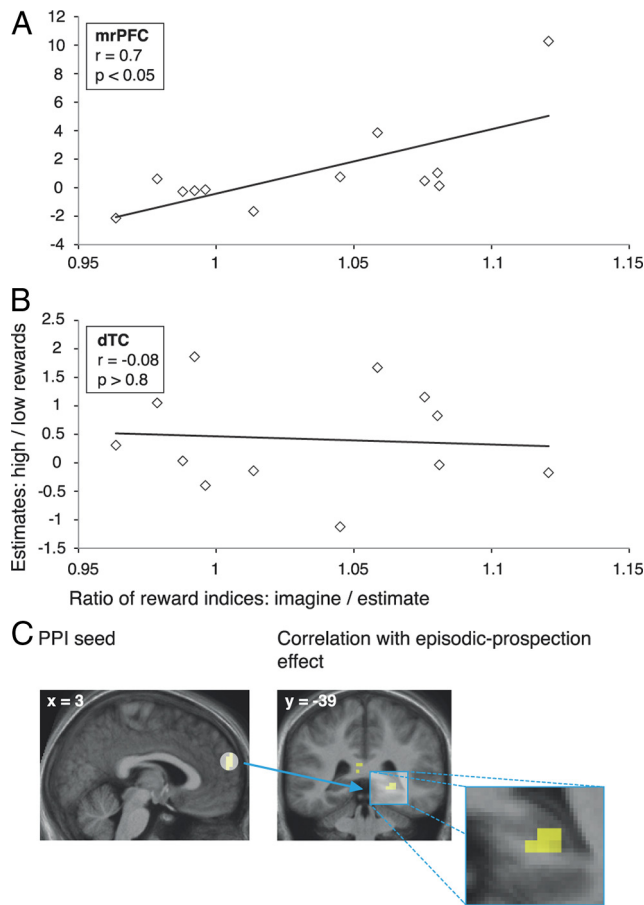 A
mrPFC
r = 0.7
p < 0.05
12
10
8
6
4
2
0
-2
-4
0.95
1
1.05
1.1
1.15
B
dTC
r = -0.08
p > 0.8
2.5
2
1.5
1
0.5
0
-0.5
-1
-1.5
0.95
1
1.05
1.1
1.15
Estimates: high / low rewards
Ratio of reward indices: imagine / estimate
C
PPI seed
Correlation with episodic-prospection
effect
x = 3
y = -39